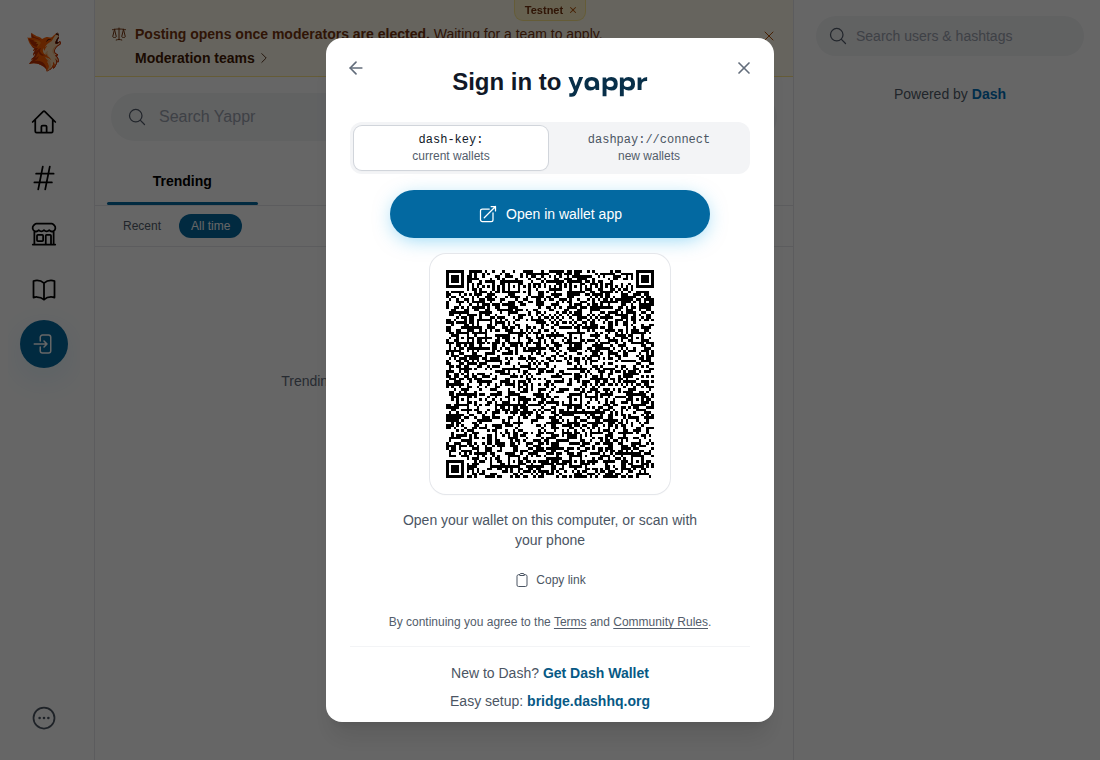 Testnet
Posting opens once moderators are elected. Waiting for a team to apply.
Moderation teams
Search users & hashtags
Powered by Dash
Search Yappr
Trending
Recent
All time
Sign in to yappr
dash-key:
current wallets
dashpay://connect
new wallets
Open in wallet app
Open your wallet on this computer, or scan with
your phone
Copy link
By continuing you agree to the Terms and Community Rules.
New to Dash? Get Dash Wallet
Easy setup: bridge.dashhq.org